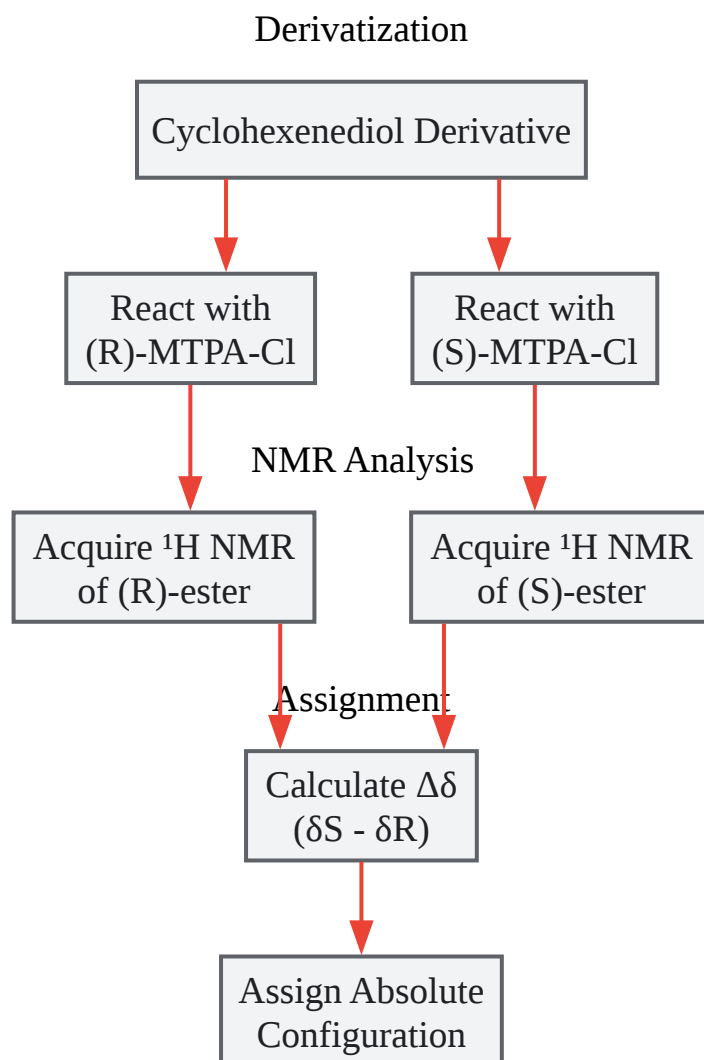 Derivatization
Cyclohexenediol Derivative
React with
(R)-MTPA-Cl
React with
(S)-MTPA-Cl
NMR Analysis
Acquire ¹H NMR
of (R)-ester
Acquire ¹H NMR
of (S)-ester
Assignment
Calculate Δδ
(δS - δR)
Assign Absolute
Configuration